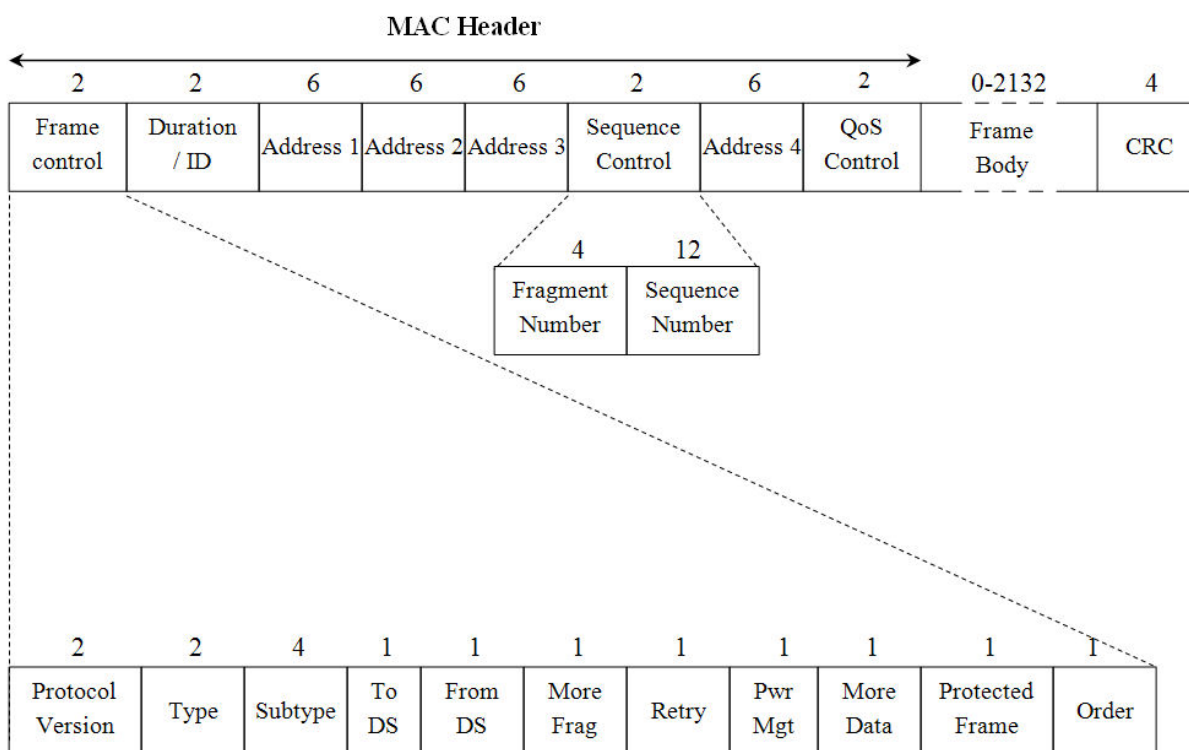 MAC Header
2 2 6 6 6 2 6 2 0-2132 4
Frame control
Duration / ID
Address 1
Address 2
Address 3
Sequence Control
Address 4
QoS Control
Frame Body
CRC
4 12
Fragment Number
Sequence Number
2 2 4 1 1 1 1 1 1 1 1
Protocol Version
Type
Subtype
To DS
From DS
More Frag
Retry
Pwr Mgt
More Data
Protected Frame
Order